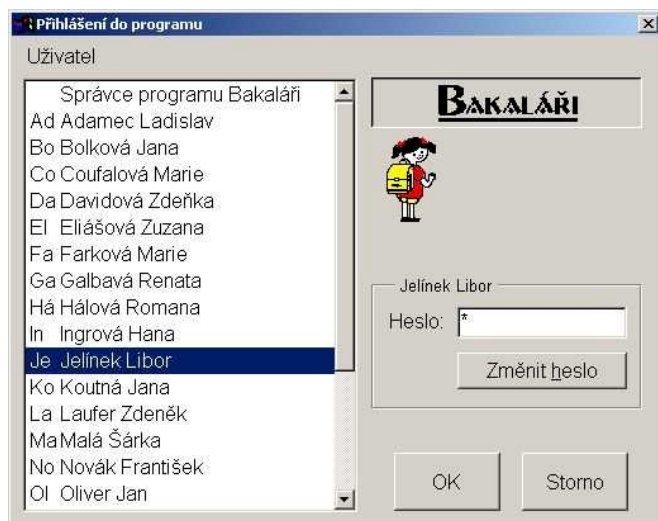 Přihlášení do programu
Uživatel
Správce programu Bakaláři
Ad Adamec Ladislav
Bo Bolková Jana
Co Coufalová Marie
Da Davidová Zdeňka
El Eliášová Zuzana
Fa Farková Marie
Ga Galbavá Renata
Há Hálová Romana
In Ingrová Hana
Je Jelínek Libor
Ko Koutná Jana
La Laufer Zdeněk
Ma Malá Šárka
No Novák František
Ol Oliver Jan
BAKALÁŘI
Jelínek Libor
Heslo: *
Změnit heslo
OK
Storno